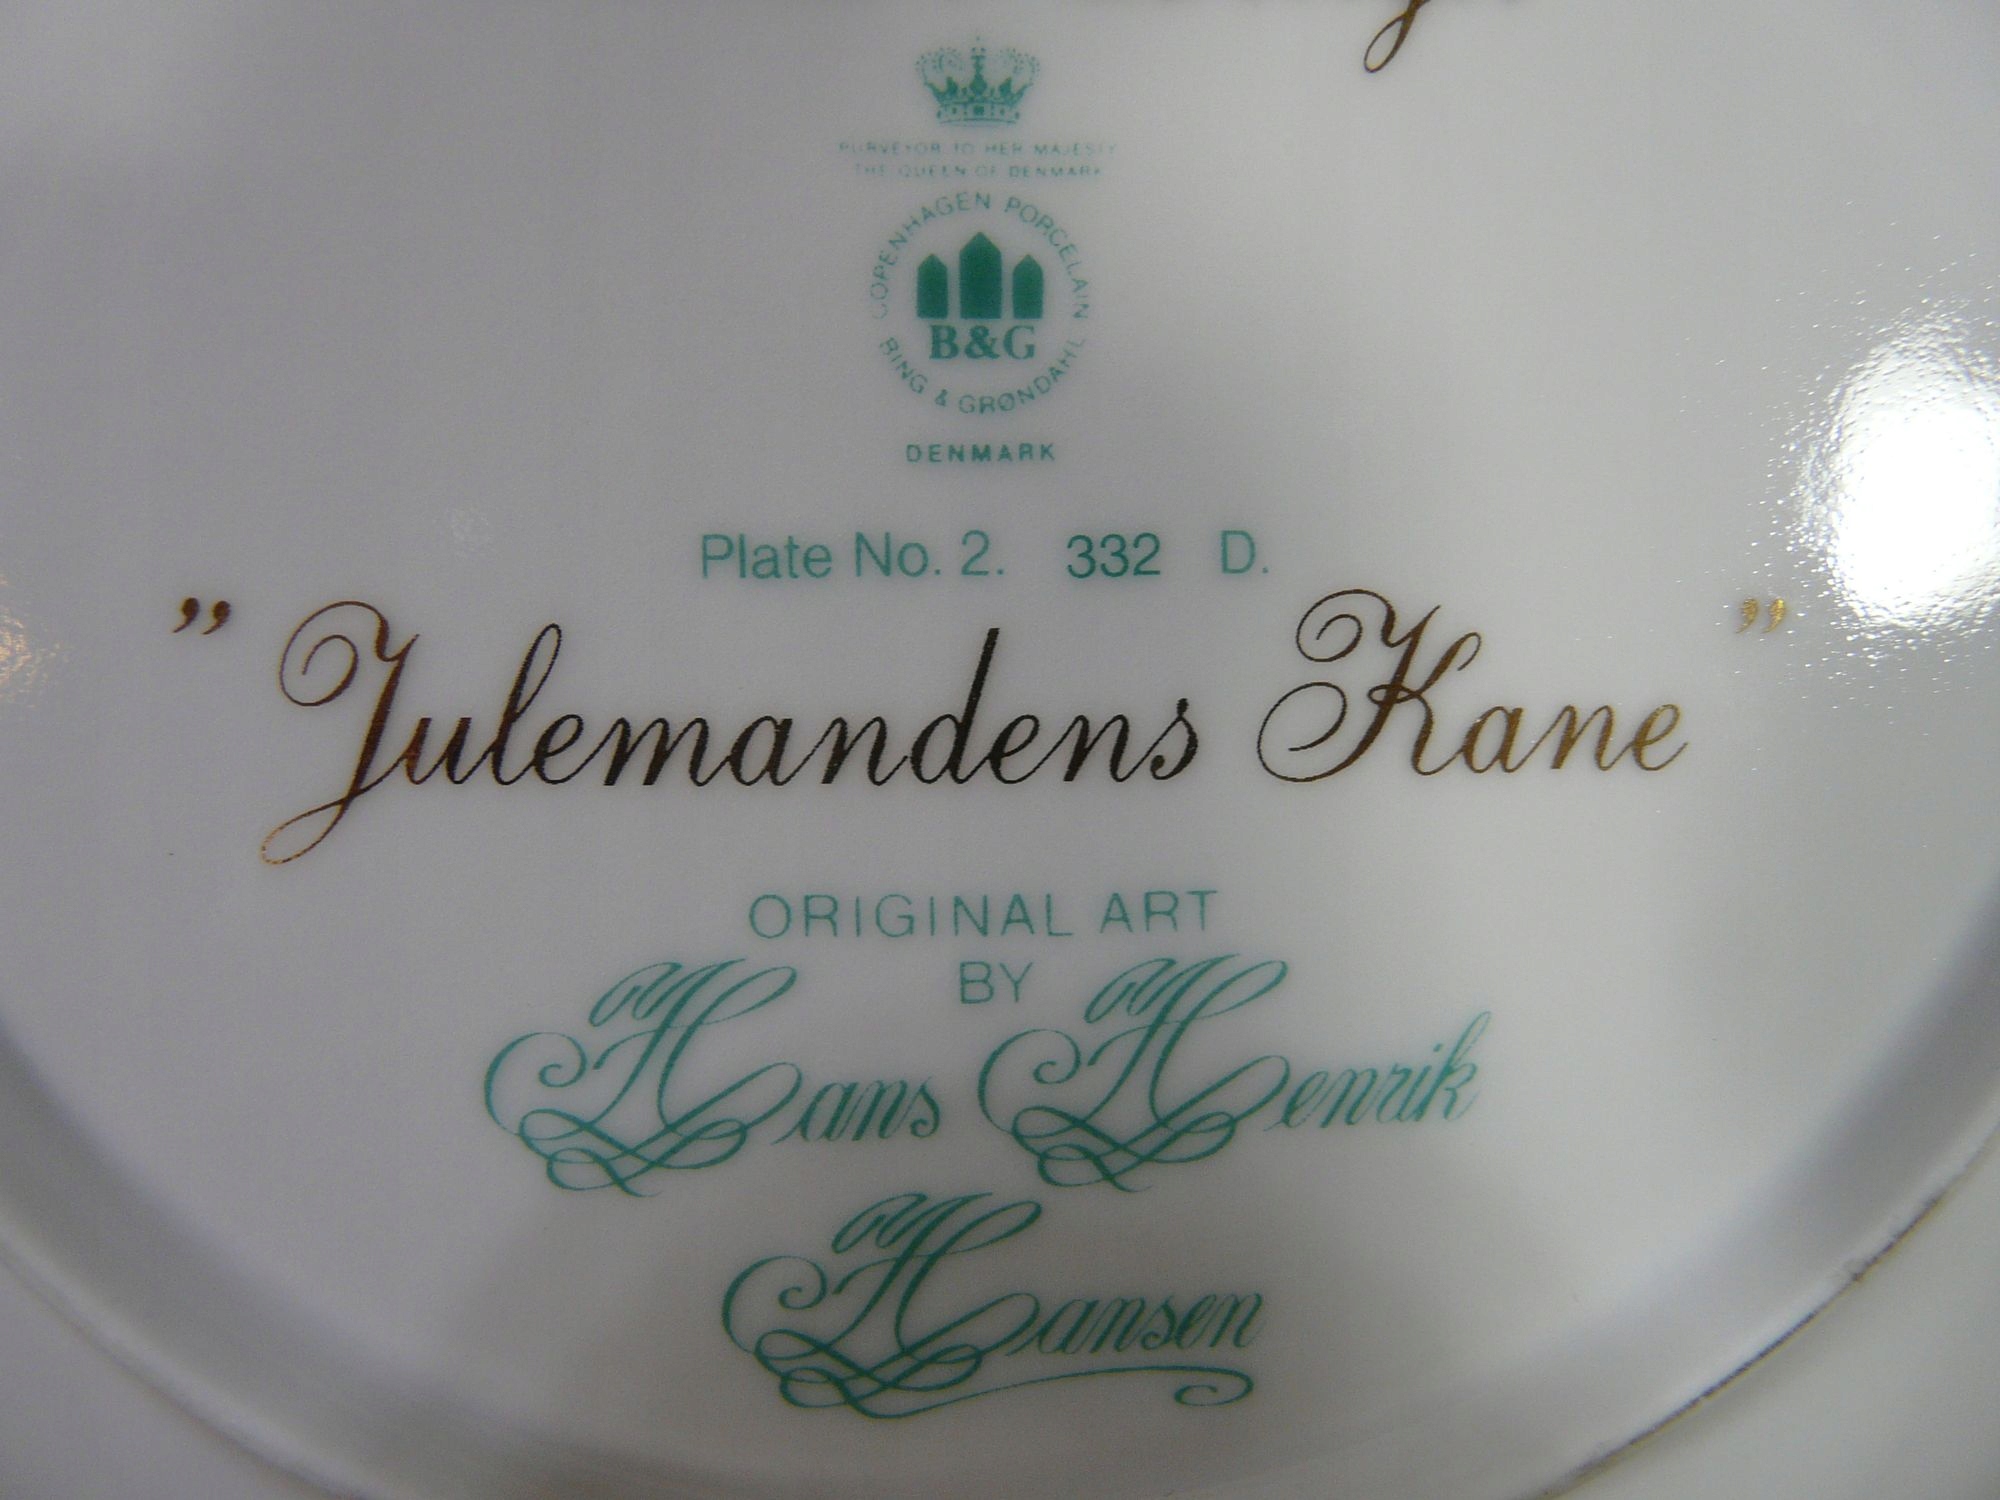 PURVEYOR TO HER MAJESTY
THE QUEEN OF DENMARK
COPENHAGEN PORCELAIN
B&G
BING & GRØNDAHL
DENMARK
Plate No. 2. 332 D.
”Julemandens Kane”
ORIGINAL ART
BY
Hans Henrik
Hansen